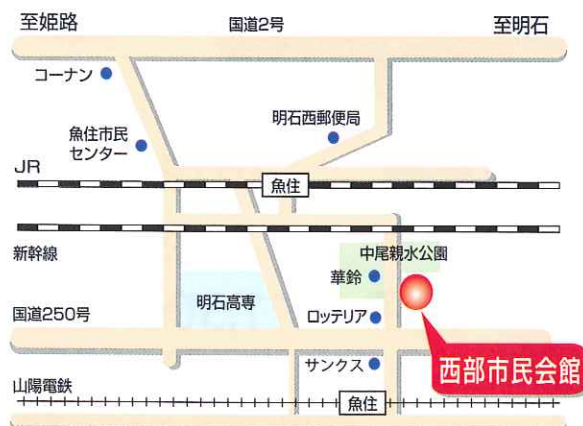 至姫路
国道2号
至明石
コーナン
明石西郵便局
魚住市民
センター
JR
魚住
新幹線
中尾親水公園
華鈴
明石高専
国道250号
ロッテリア
サンクス
西部市民会館
山陽電鉄
魚住